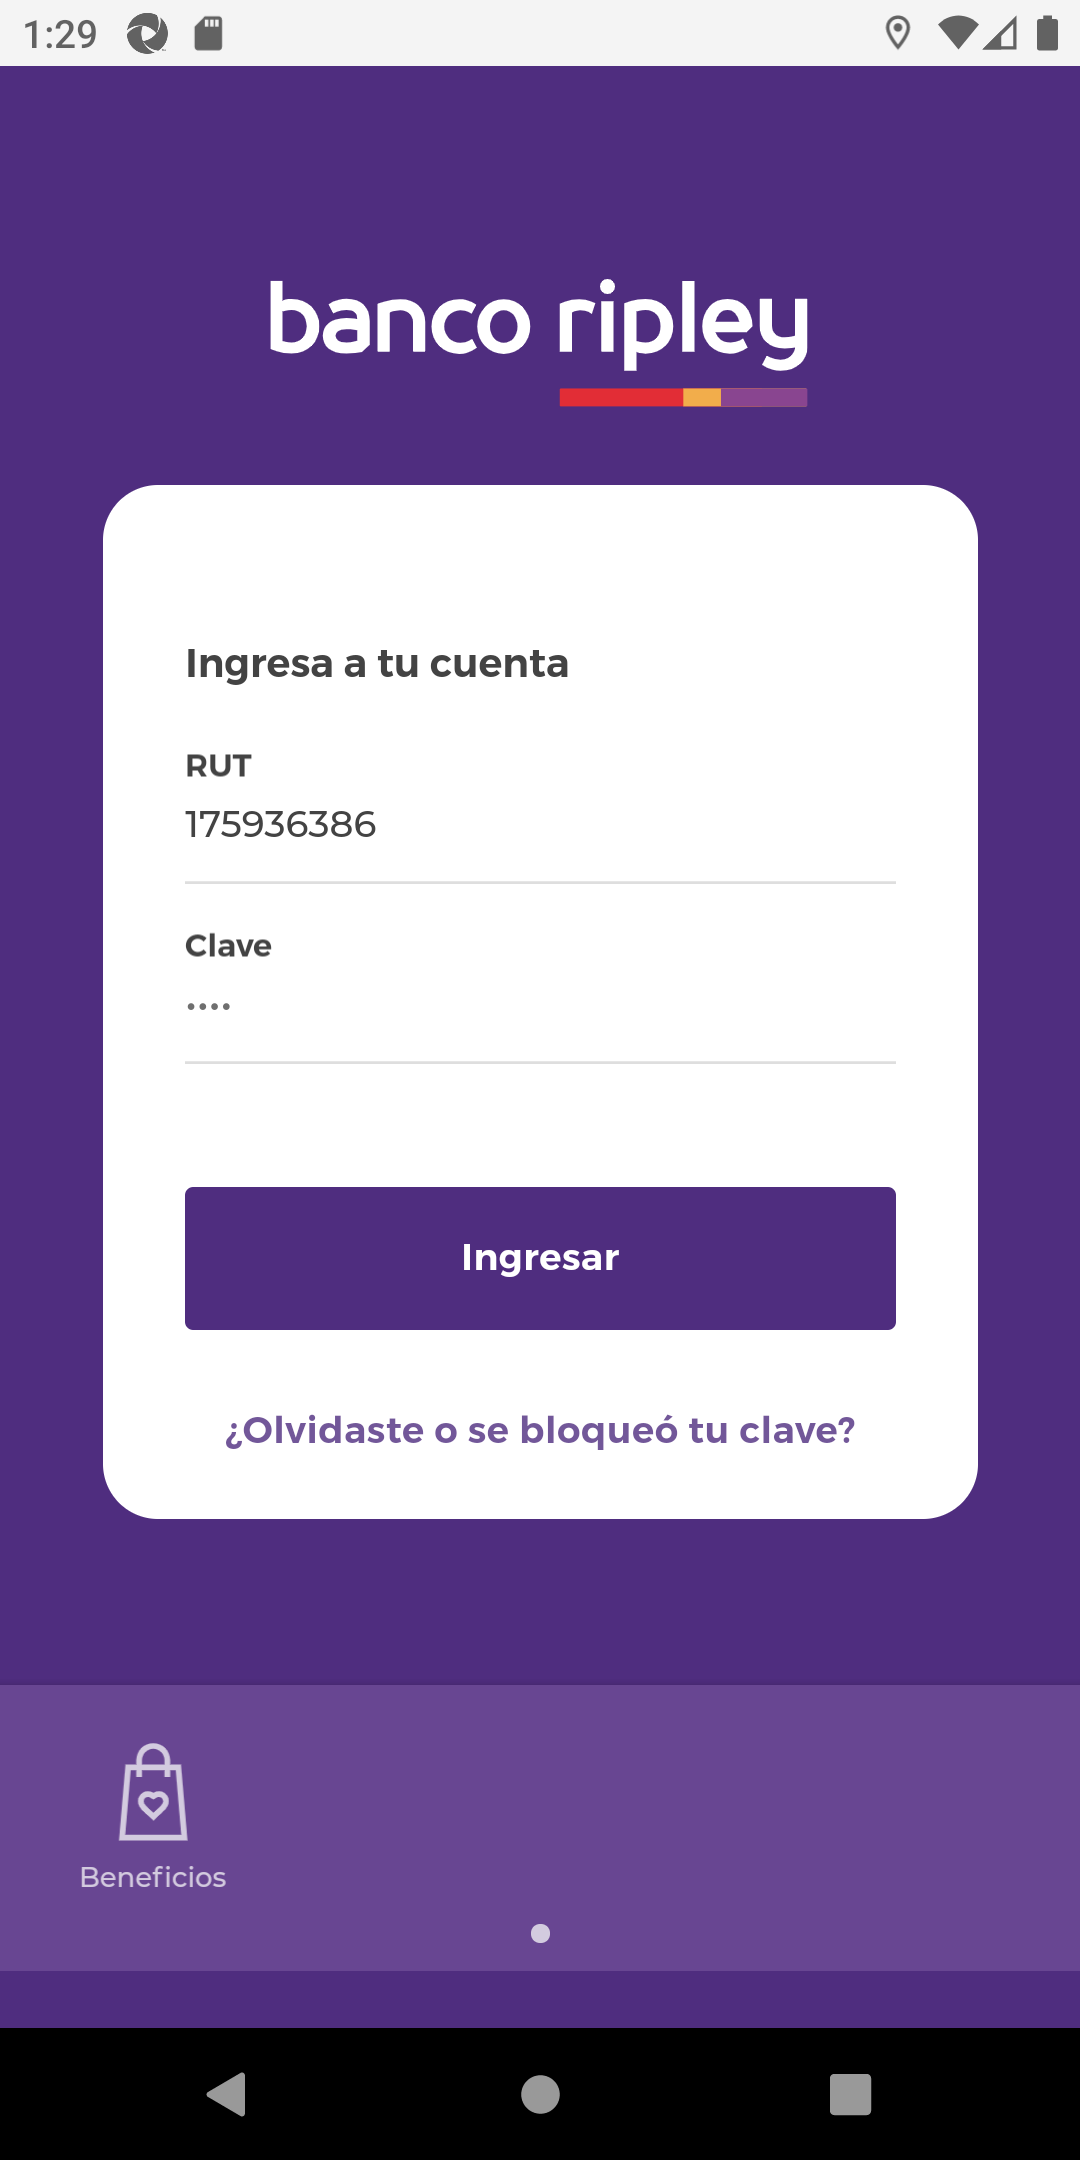 1:29
banco ripley
Ingresa a tu cuenta
RUT
175936386
Clave
••••
Ingresar
¿Olvidaste o se bloqueó tu clave?
Beneficios